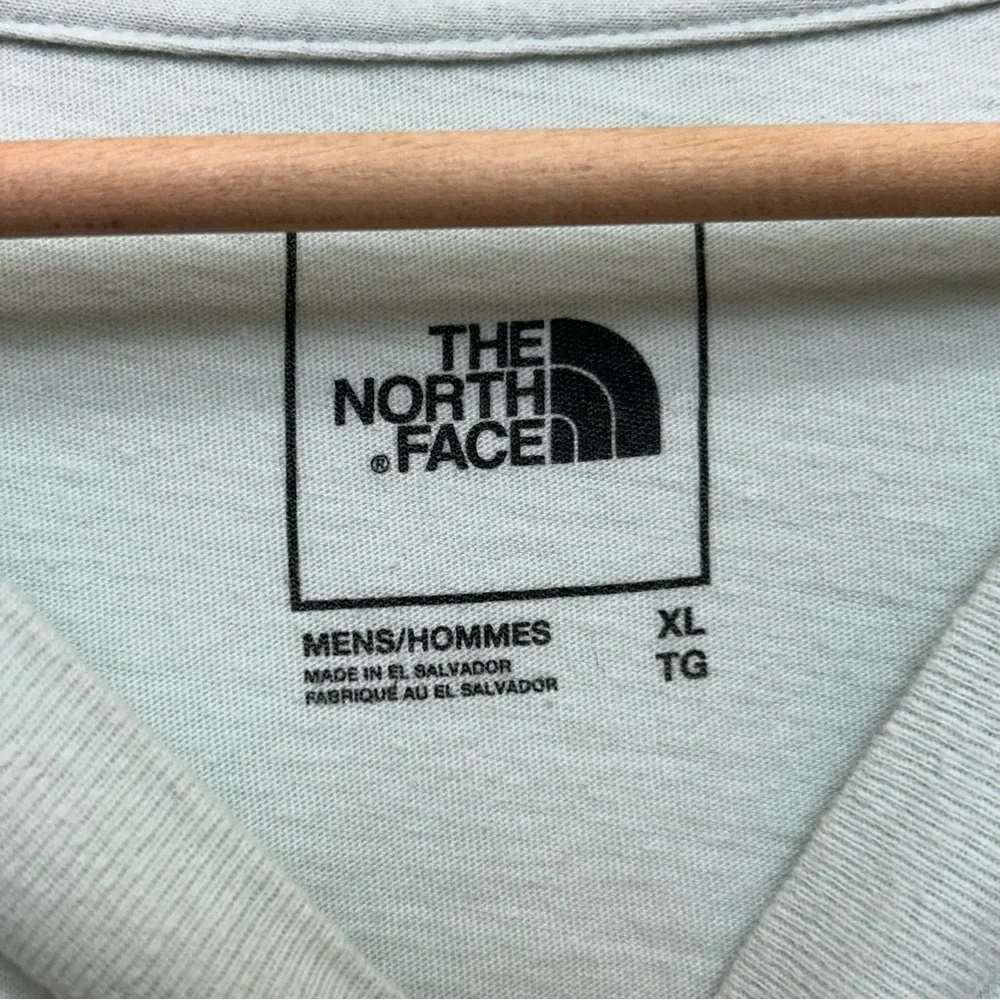 THE
NORTH
®FACE
MENS/HOMMES XL
MADE IN EL SALVADOR TG
FABRIQUÉ AU EL SALVADOR